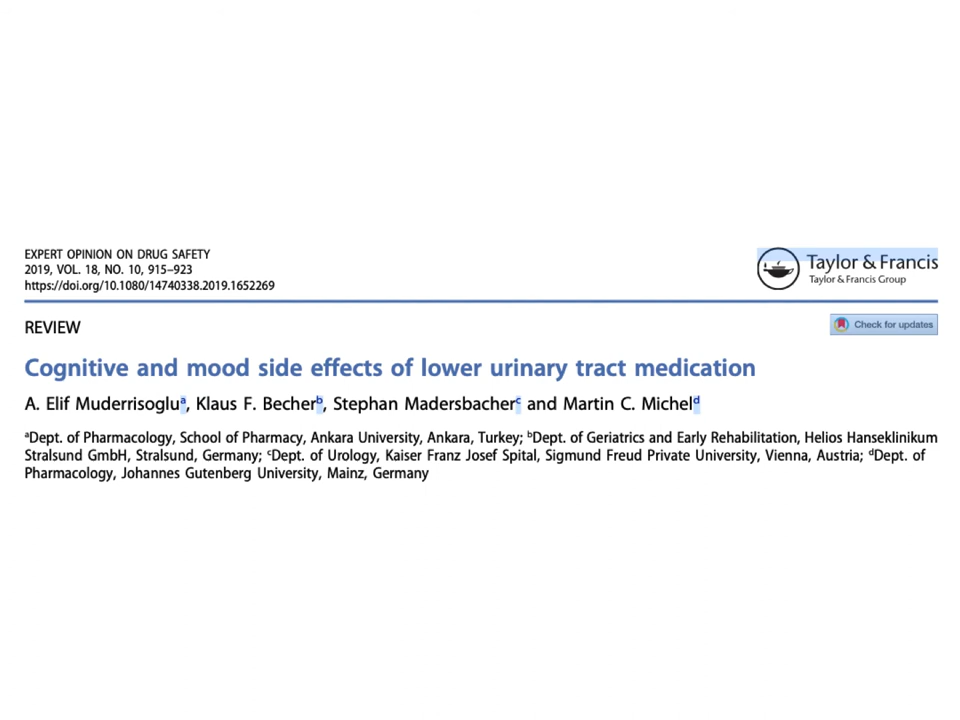 EXPERT OPINION ON DRUG SAFETY
2019, VOL. 18, NO. 10, 915–923
https://doi.org/10.1080/14740338.2019.1652269
Taylor & Francis
Taylor & Francis Group
REVIEW
Check for updates
Cognitive and mood side effects of lower urinary tract medication
A. Elif Muderrisogluᵃ, Klaus F. Becherᵇ, Stephan Madersbacherᶜ and Martin C. Michelᵈ
ᵃDept. of Pharmacology, School of Pharmacy, Ankara University, Ankara, Turkey; ᵇDept. of Geriatrics and Early Rehabilitation, Helios Hanseklinikum
Stralsund GmbH, Stralsund, Germany; ᶜDept. of Urology, Kaiser Franz Josef Spital, Sigmund Freud Private University, Vienna, Austria; ᵈDept. of
Pharmacology, Johannes Gutenberg University, Mainz, Germany